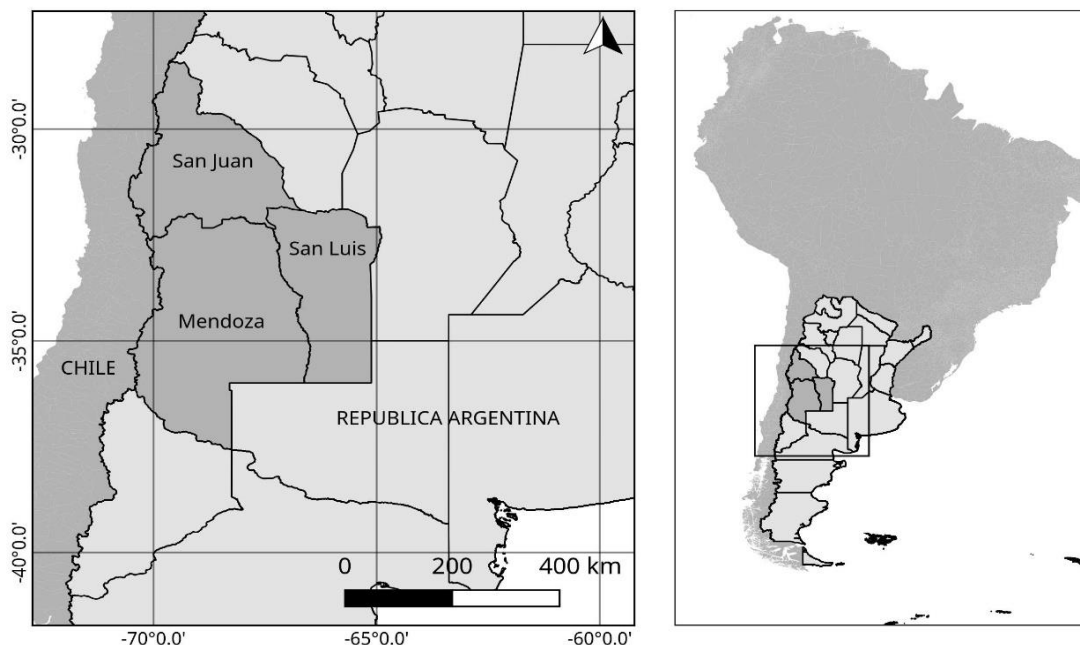 -30°0.0'
San Juan
San Luis
Mendoza
-35°0.0'
CHILE
REPUBLICA ARGENTINA
-40°0.0'
0 200 400 km
-70°0.0' -65°0.0' -60°0.0'